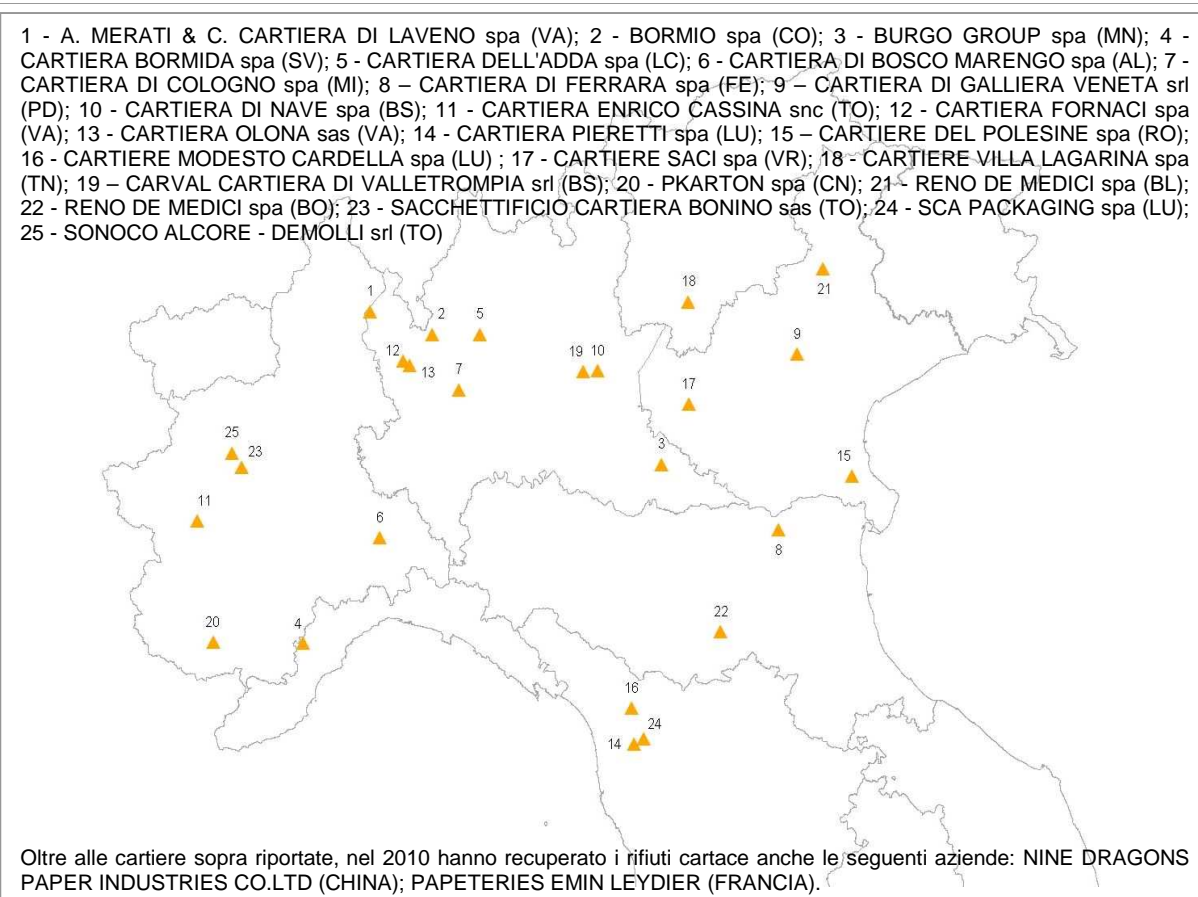 1 - A. MERATI & C. CARTIERA DI LAVENO spa (VA); 2 - BORMIO spa (CO); 3 - BURGO GROUP spa (MN); 4 -
CARTIERA BORMIDA spa (SV); 5 - CARTIERA DELL'ADDA spa (LC); 6 - CARTIERA DI BOSCO MARENGO spa (AL); 7 -
CARTIERA DI COLOGNO spa (MI); 8 – CARTIERA DI FERRARA spa (FE); 9 – CARTIERA DI GALLIERA VENETA srl
(PD); 10 - CARTIERA DI NAVE spa (BS); 11 - CARTIERA ENRICO CASSINA snc (TO); 12 - CARTIERA FORNACI spa
(VA); 13 - CARTIERA OLONA sas (VA); 14 - CARTIERA PIERETTI spa (LU); 15 – CARTIERE DEL POLESINE spa (RO);
16 - CARTIERE MODESTO CARDELLA spa (LU) ; 17 - CARTIERE SACI spa (VR); 18 - CARTIERE VILLA LAGARINA spa
(TN); 19 – CARVAL CARTIERA DI VALLETROMPIA srl (BS); 20 - PKARTON spa (CN); 21 - RENO DE MEDICI spa (BL);
22 - RENO DE MEDICI spa (BO); 23 - SACCHETTIFICIO CARTIERA BONINO sas (TO); 24 - SCA PACKAGING spa (LU);
25 - SONOCO ALCORE - DEMOLLI srl (TO)
18
21
1
2
5
9
12
13
7
19
10
17
25
23
3
15
11
6
8
20
4
22
16
24
14
Oltre alle cartiere sopra riportate, nel 2010 hanno recuperato i rifiuti cartace anche le seguenti aziende: NINE DRAGONS
PAPER INDUSTRIES CO.LTD (CHINA); PAPETERIES EMIN LEYDIER (FRANCIA).